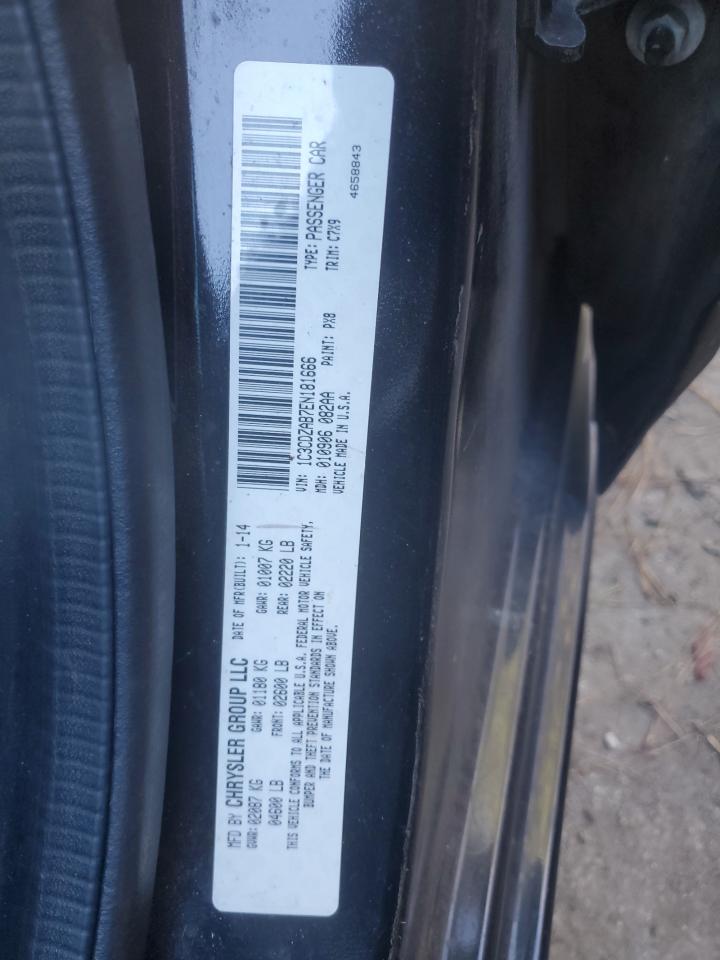 MFD BY CHRYSLER GROUP LLC DATE OF MFR(BUILT): 1-14
GVWR: 02087 KG GAWR: 01180 KG GAWR: 01007 KG
04600 LB FRONT: 02600 LB REAR: 02220 LB
THIS VEHICLE CONFORMS TO ALL APPLICABLE U.S.A. FEDERAL MOTOR VEHICLE SAFETY,
BUMPER AND THEFT PREVENTION STANDARDS IN EFFECT ON
THE DATE OF MANUFACTURE SHOWN ABOVE.
VIN: 1C3CDZAB7EN181666 TYPE: PASSENGER CAR
MDH: 010906 082AA PAINT: PX8 TRIM: C7X9
VEHICLE MADE IN U.S.A.
4658843